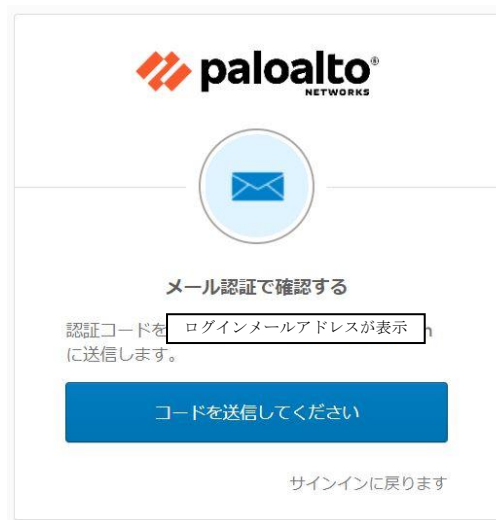 paloalto®
NETWORKS
メール認証で確認する
認証コードを ログインメールアドレスが表示 n
に送信します。
コードを送信してください
サインインに戻ります